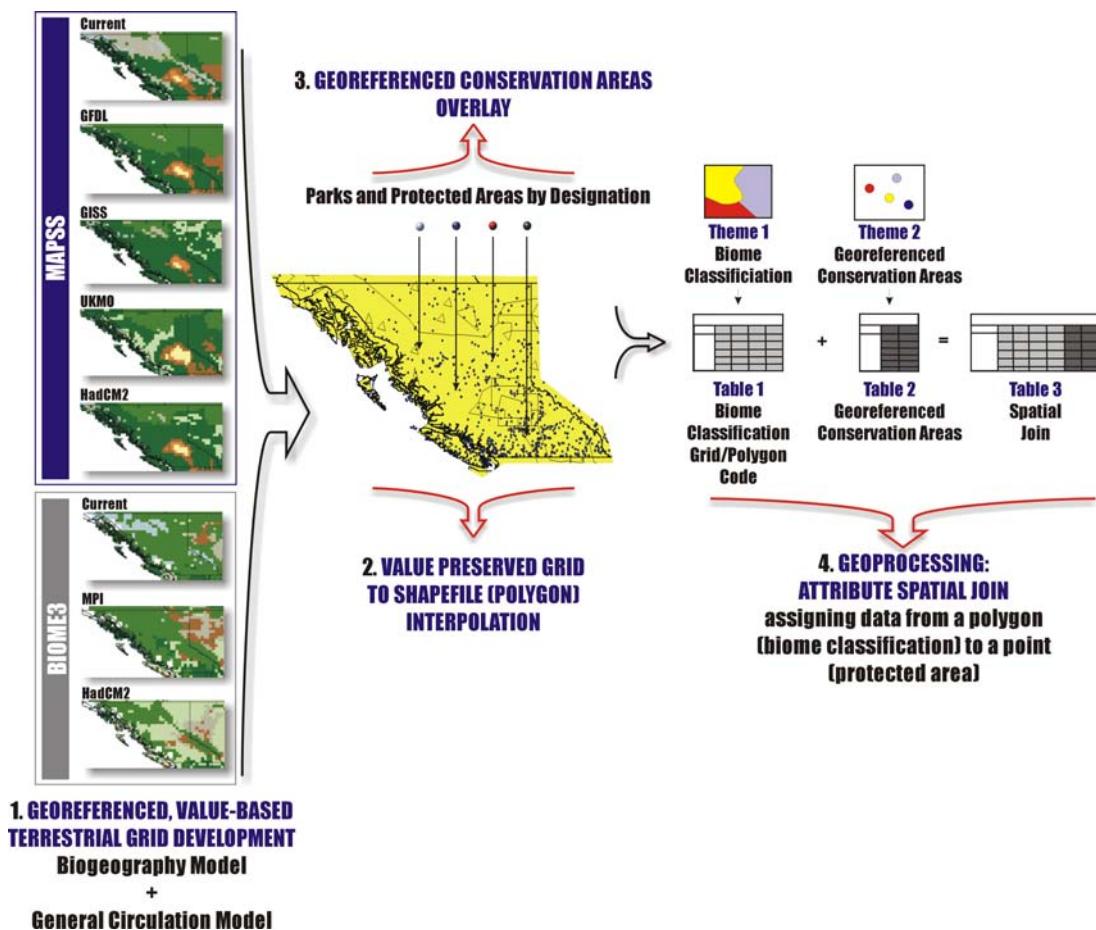 MAPSS
Current
GFDL
GISS
UKMO
HadCM2
BIOME3
Current
MPI
HadCM2
1. GEOREFERENCED, VALUE-BASED
TERRESTRIAL GRID DEVELOPMENT
Biogeography Model
+
General Circulation Model
3. GEOREFERENCED CONSERVATION AREAS
OVERLAY
Parks and Protected Areas by Designation
2. VALUE PRESERVED GRID
TO SHAPEFILE (POLYGON)
INTERPOLATION
Theme 1
Biome
Classificiation
Theme 2
Georeferenced
Conservation Areas
+
=
Table 1
Biome
Classification
Grid/Polygon
Code
Table 2
Georeferenced
Conservation Areas
Table 3
Spatial
Join
4. GEOPROCESSING:
ATTRIBUTE SPATIAL JOIN
assigning data from a polygon
(biome classification) to a point
(protected area)